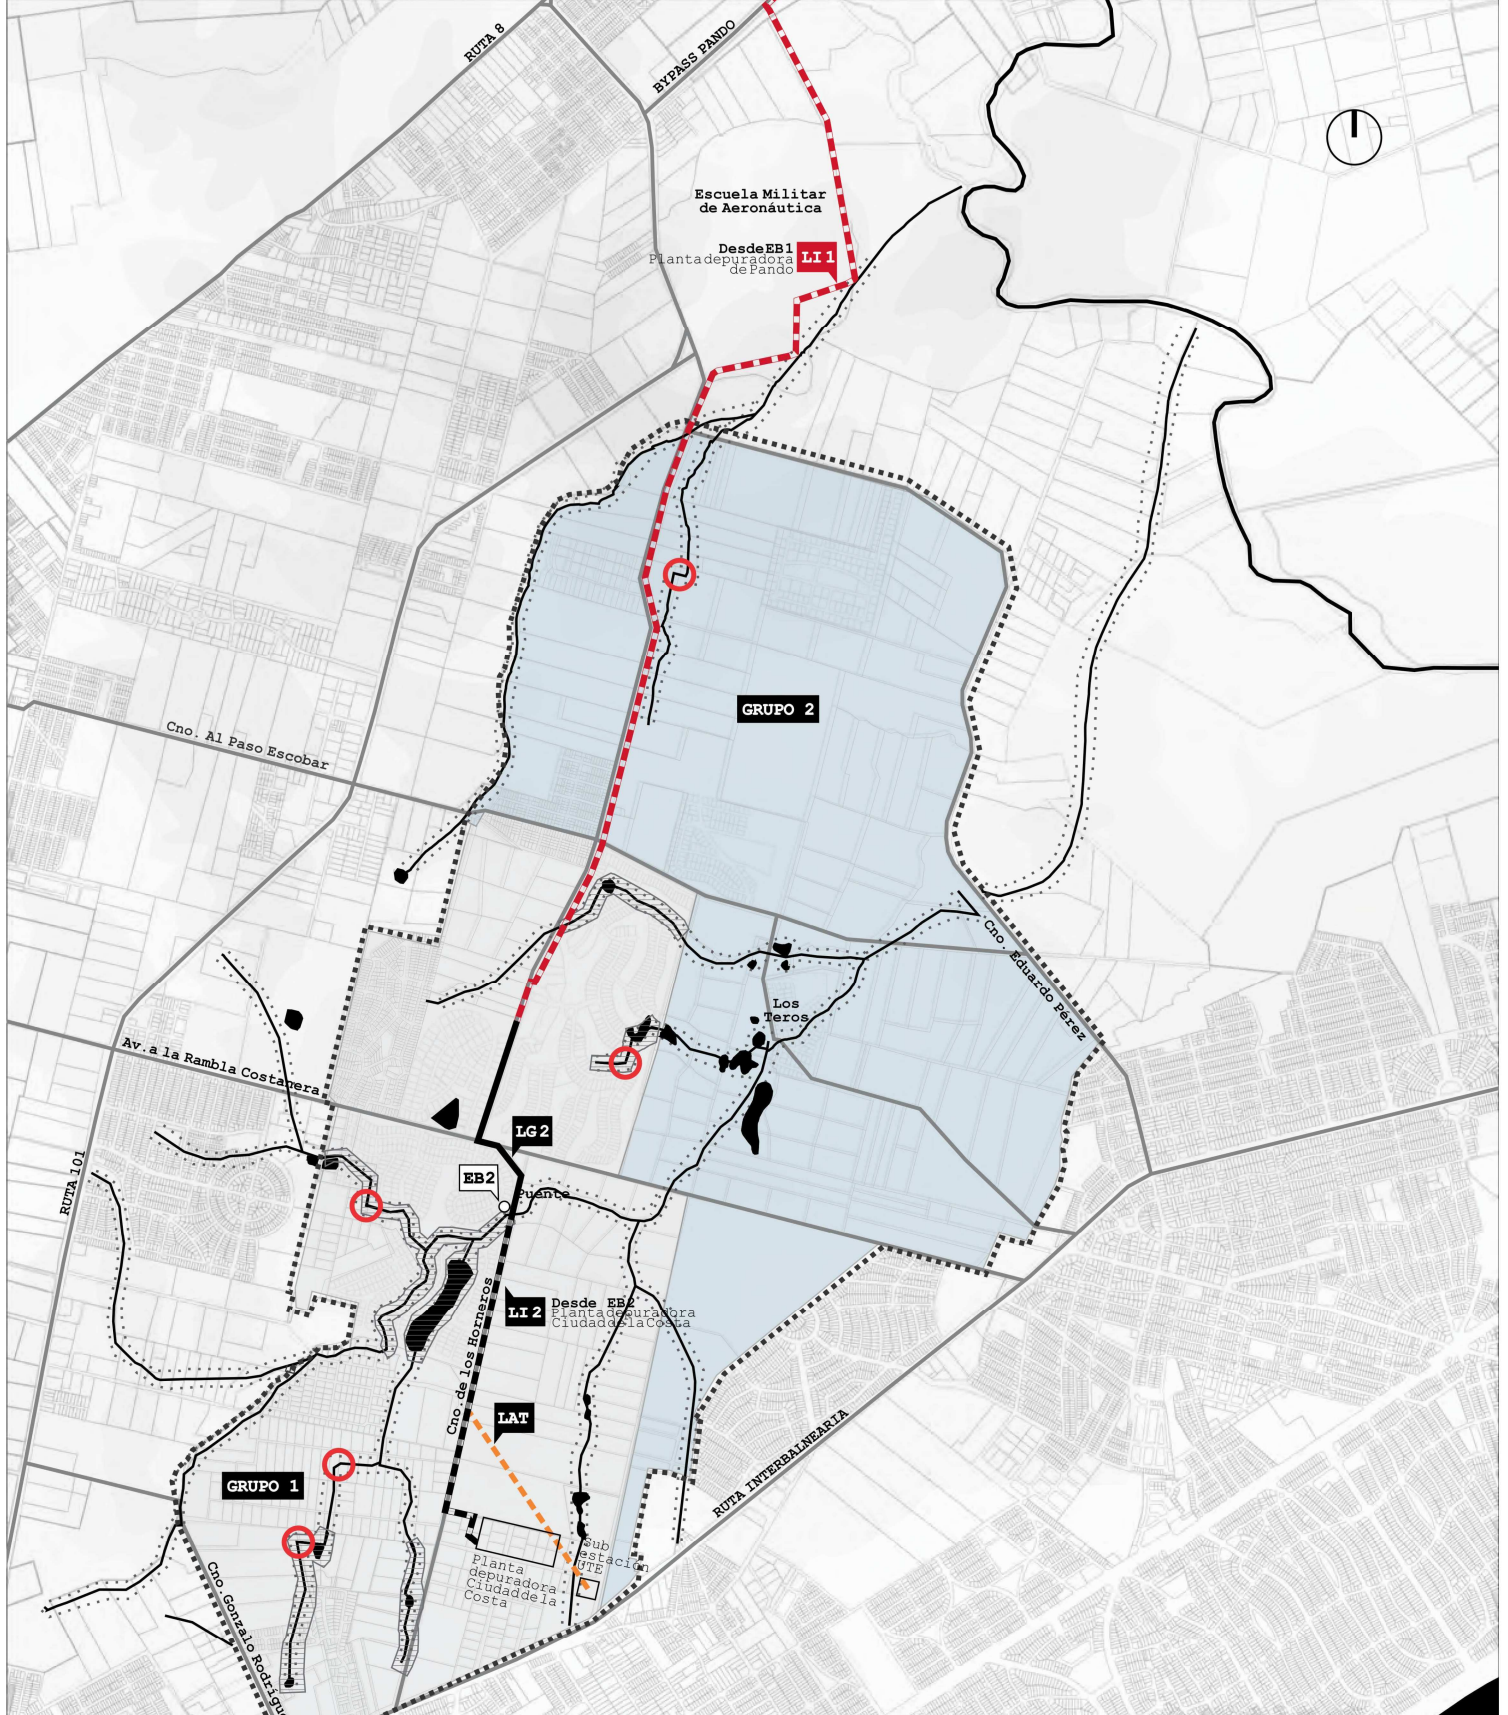 RUTA 8
BYPASS PANDO
Escuela Militar
de Aeronáutica
Desde EB1
Planta depuradora
de Pando
LI 1
GRUPO 2
Cno. Al Paso Escobar
Los
Teros
Cno. Eduardo Pérez
Av. a la Rambla Costanera
LG 2
EB2
Puente
RUTA 101
LI 2
Desde EB2
Planta depuradora
Ciudad de la Costa
Cno. de los Horneros
LAT
GRUPO 1
RUTA INTERBALNEARIA
Sub
estación
UTE
Planta
depuradora
Ciudad de la
Costa
Cno. Gonzalo Rodrígu